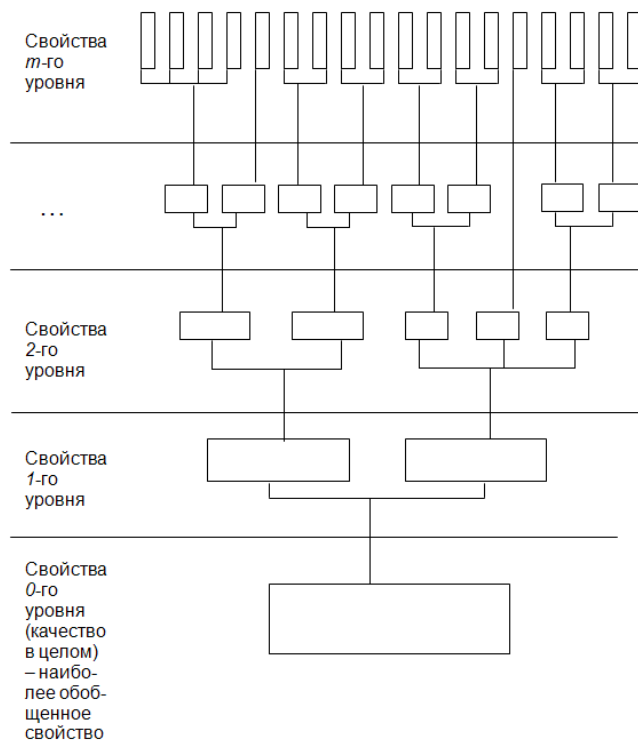 Свойства
m-го
уровня
...
Свойства
2-го
уровня
Свойства
1-го
уровня
Свойства
0-го
уровня
(качество
в целом)
– наибо-
лее обоб-
щенное
свойство